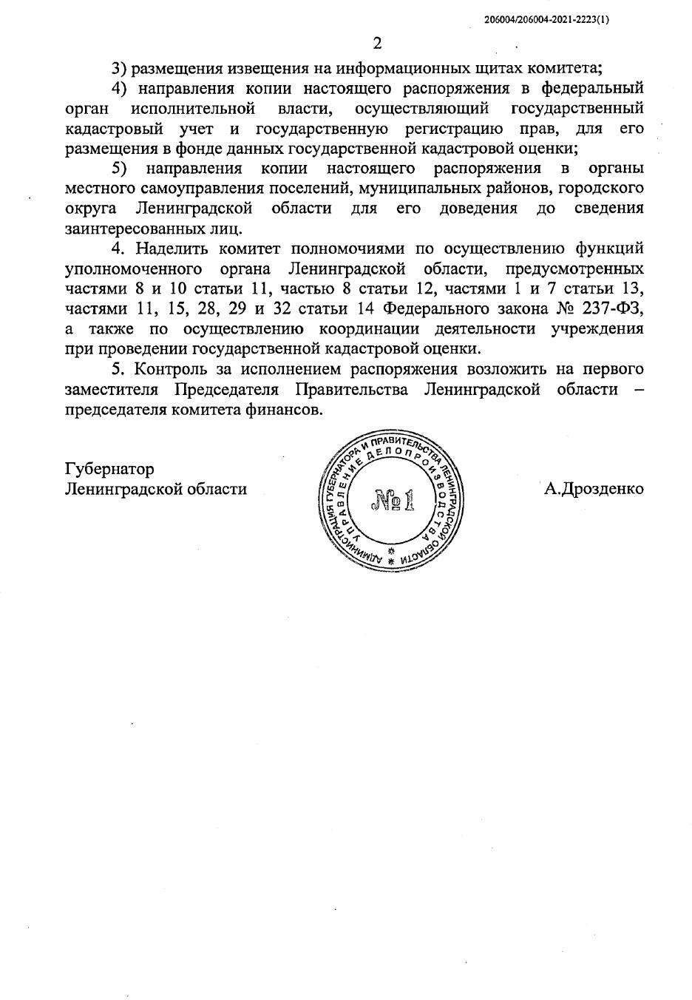 206004/206004-2021-2223(1)
2
3) размещения извещения на информационных щитах комитета;
4) направления копии настоящего распоряжения в федеральный
орган исполнительной власти, осуществляющий государственный
кадастровый учет и государственную регистрацию прав, для его
размещения в фонде данных государственной кадастровой оценки;
5) направления копии настоящего распоряжения в органы
местного самоуправления поселений, муниципальных районов, городского
округа Ленинградской области для его доведения до сведения
заинтересованных лиц.
4. Наделить комитет полномочиями по осуществлению функций
уполномоченного органа Ленинградской области, предусмотренных
частями 8 и 10 статьи 11, частью 8 статьи 12, частями 1 и 7 статьи 13,
частями 11, 15, 28, 29 и 32 статьи 14 Федерального закона № 237-ФЗ,
а также по осуществлению координации деятельности учреждения
при проведении государственной кадастровой оценки.
5. Контроль за исполнением распоряжения возложить на первого
заместителя Председателя Правительства Ленинградской области –
председателя комитета финансов.
Губернатор
Ленинградской области
АДМИНИСТРАЦИЯ ГУБЕРНАТОРА И ПРАВИТЕЛЬСТВА ЛЕНИНГРАДСКОЙ ОБЛАСТИ
УПРАВЛЕНИЕ ДЕЛОПРОИЗВОДСТВА
№1
А.Дрозденко